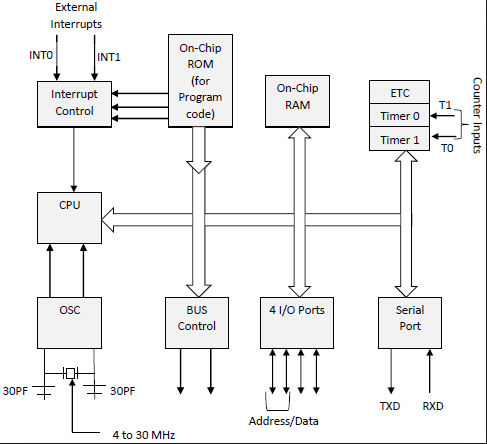 External
Interrupts
INT0
INT1
On-Chip
ROM
(for
Program
code)
Interrupt
Control
On-Chip
RAM
ETC
Timer 0
Timer 1
T1
T0
Counter Inputs
CPU
OSC
BUS
Control
4 I/O Ports
Serial
Port
30PF
30PF
Address/Data
TXD
RXD
4 to 30 MHz